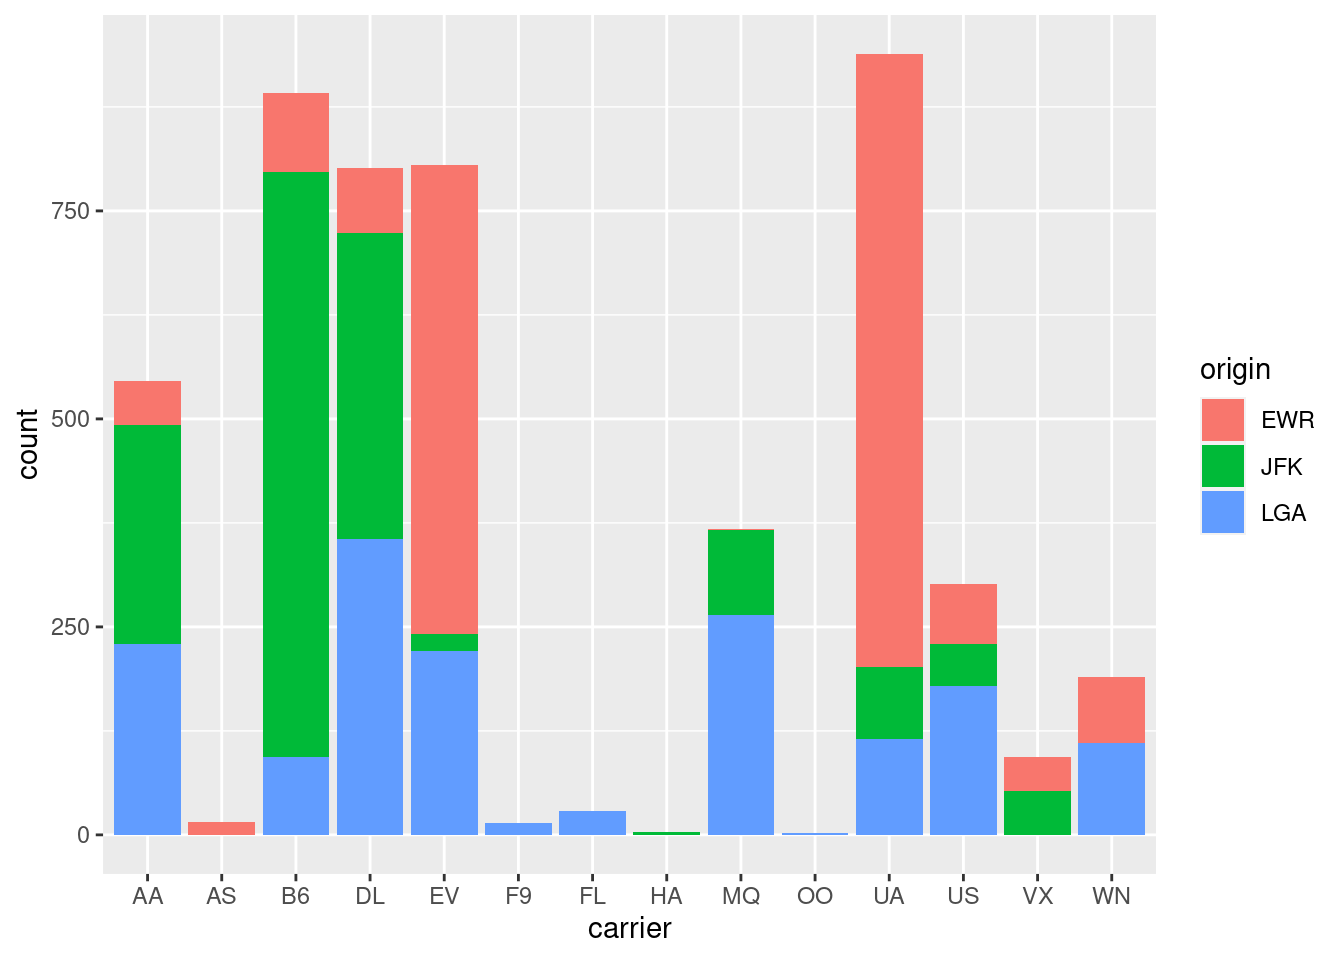 750
500
250
0
count
AA AS B6 DL EV F9 FL HA MQ OO UA US VX WN
carrier
origin
EWR
JFK
LGA